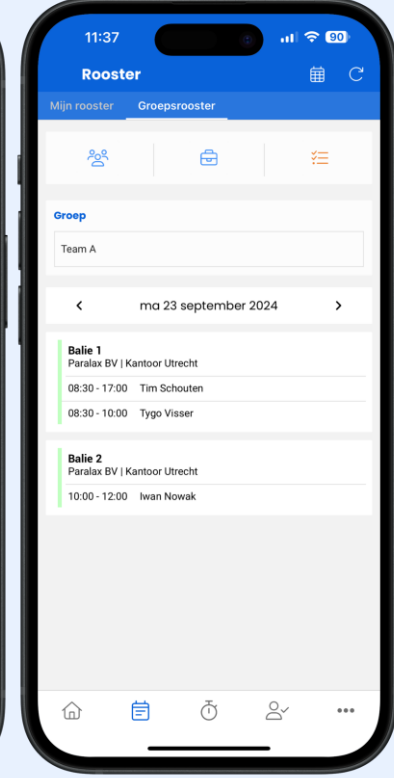 11:37
90
Rooster
Mijn rooster Groepsrooster
Groep
Team A
ma 23 september 2024
Balie 1
Paralax BV | Kantoor Utrecht
08:30 - 17:00 Tim Schouten
08:30 - 10:00 Tygo Visser
Balie 2
Paralax BV | Kantoor Utrecht
10:00 - 12:00 Iwan Nowak